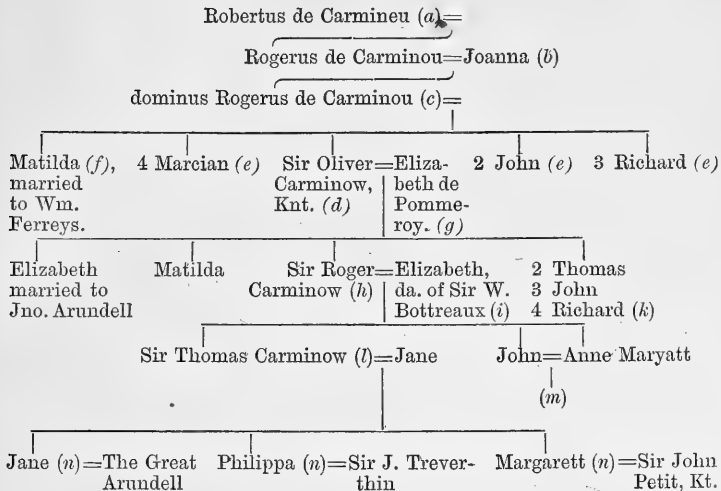 Robertus de Carmineu (a)=
Rogerus de Carminou=Joanna (b)
dominus Rogerus de Carminou (c)=
Matilda (f), married to Wm. Ferreys.
4 Marcian (e)
Sir Oliver Carminow, Knt. (d)
=Eliza-beth de Pomme-roy. (g)
2 John (e)
3 Richard (e)
Elizabeth married to Jno. Arundell
Matilda
Sir Roger Carminow (h)
=Elizabeth, da. of Sir W. Bottreaux (i)
2 Thomas
3 John
4 Richard (k)
Sir Thomas Carminow (l)=Jane
John=Anne Maryatt
(m)
Jane (n)=The Great Arundell
Philippa (n)=Sir J. Trever-thin
Margarett (n)=Sir John Petit, Kt.